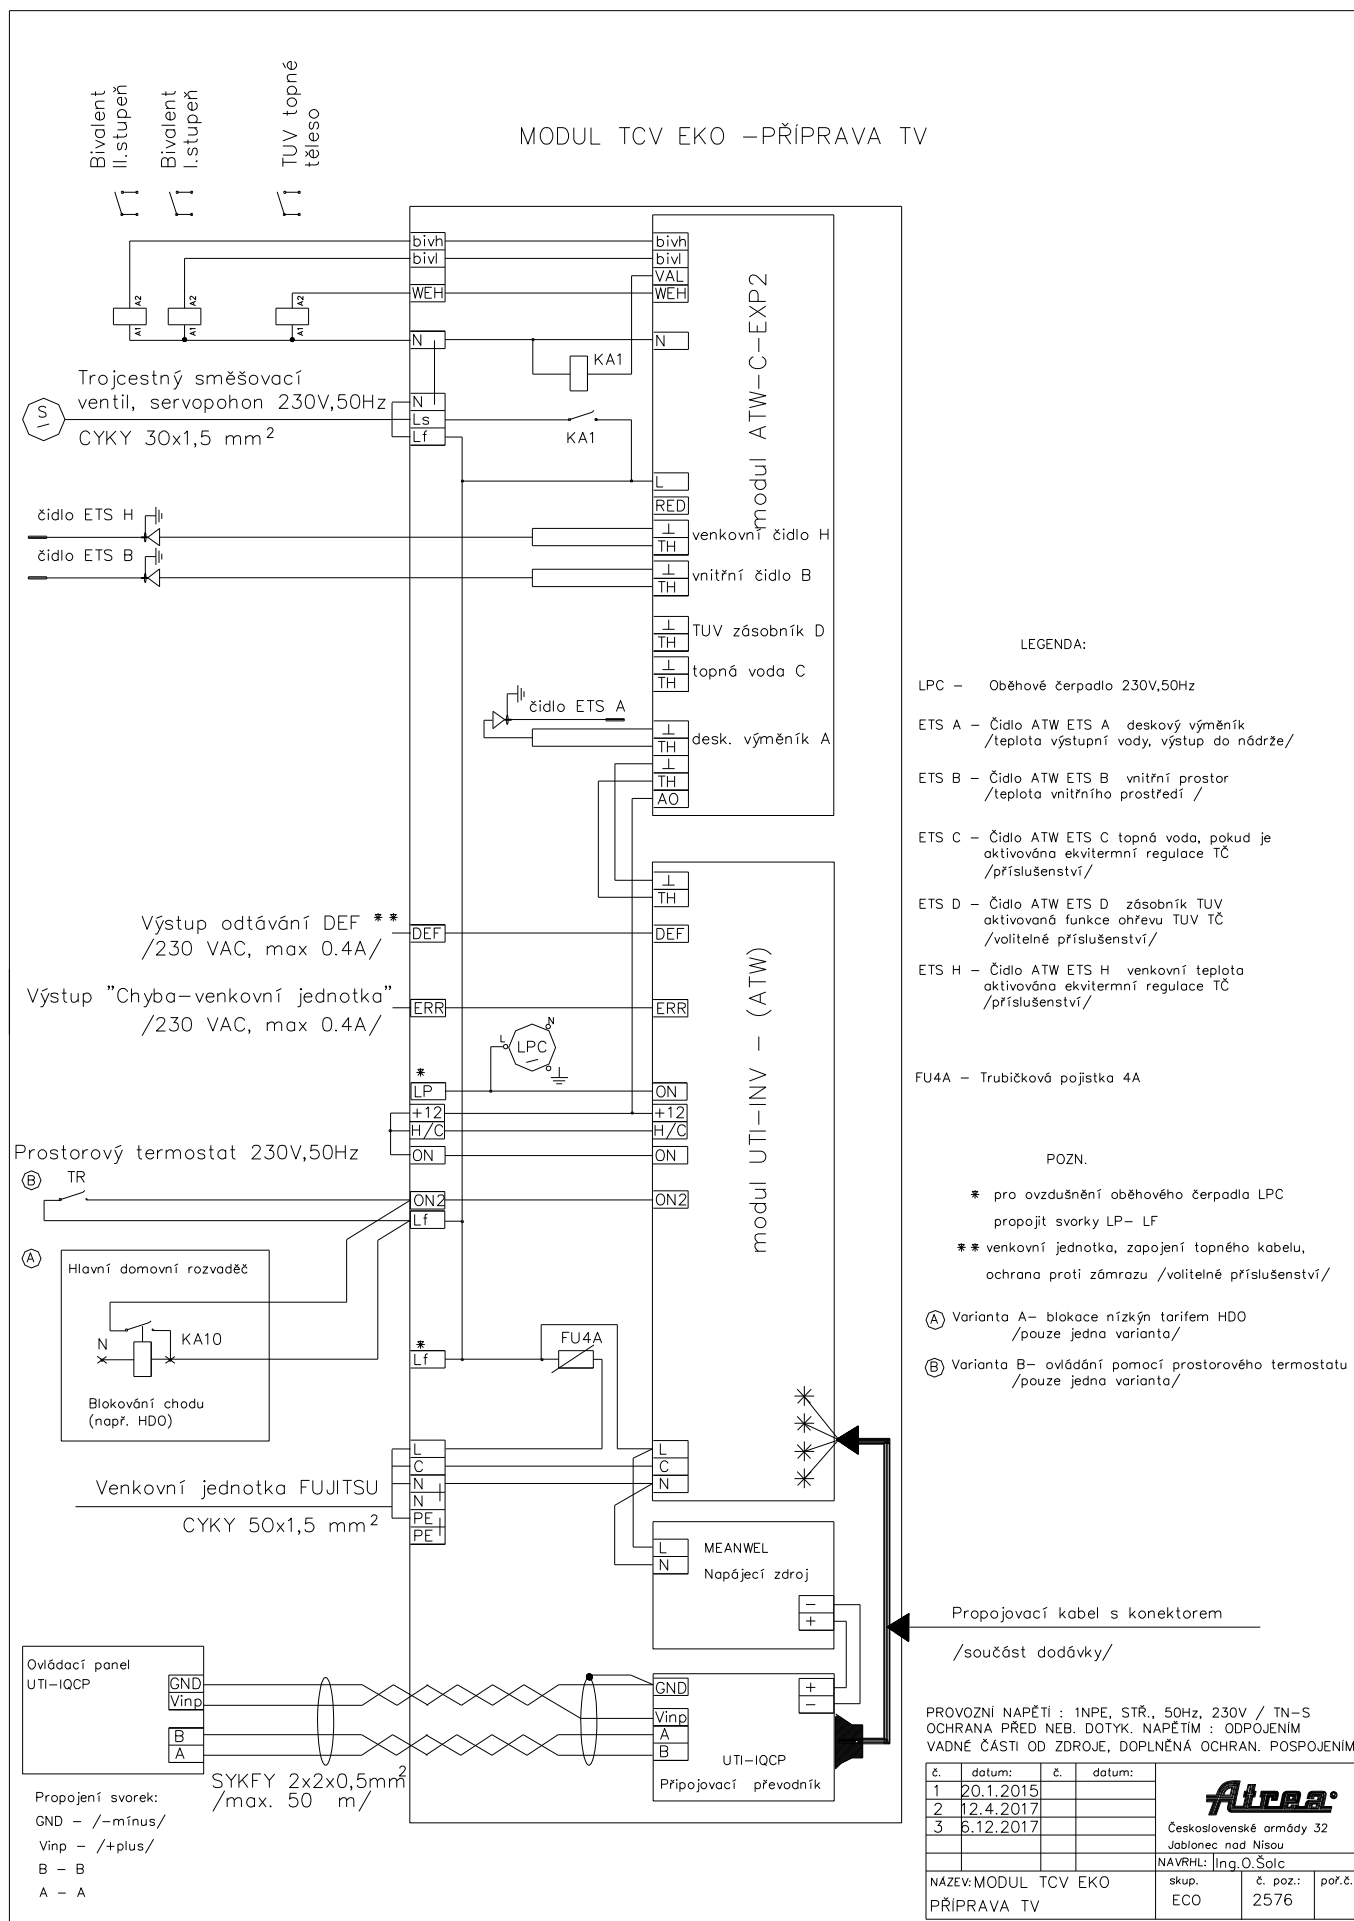 MODUL TCV EKO –PŘÍPRAVA TV
Bivalent
II.stupeň
Bivalent
I.stupeň
TUV topné
těleso
bivh
bivl
WEH
N
N
Ls
Lf
bivh
bivl
VAL
WEH
N
A2
A1
A2
A1
A2
A1
KA1
KA1
modul ATW–C–EXP2
Trojcestný směšovací
ventil, servopohon 230V,50Hz
CYKY 30x1,5 mm²
S
L
RED
čidlo ETS H
čidlo ETS B
⊥
TH
venkovní čidlo H
⊥
TH
vnitřní čidlo B
⊥
TH
TUV zásobník D
⊥
TH
topná voda C
čidlo ETS A
⊥
TH
desk. výměník A
⊥
TH
AO
LEGENDA:
LPC – Oběhové čerpadlo 230V,50Hz
ETS A – Čidlo ATW ETS A deskový výměník
/teplota výstupní vody, výstup do nádrže/
ETS B – Čidlo ATW ETS B vnitřní prostor
/teplota vnitřního prostředí /
ETS C – Čidlo ATW ETS C topná voda, pokud je
aktivována ekvitermní regulace TČ
/příslušenství/
ETS D – Čidlo ATW ETS D zásobník TUV
aktivovaná funkce ohřevu TUV TČ
/volitelné příslušenství/
ETS H – Čidlo ATW ETS H venkovní teplota
aktivována ekvitermní regulace TČ
/příslušenství/
FU4A – Trubičková pojistka 4A
⊥
TH
modul UTI–INV – (ATW)
Výstup odtávání DEF **
/230 VAC, max 0.4A/
DEF
DEF
Výstup "Chyba–venkovní jednotka"
/230 VAC, max 0.4A/
ERR
ERR
L
N
LPC
*
LP
+12
H/C
ON
ON
+12
H/C
ON
Prostorový termostat 230V,50Hz
B
TR
ON2
Lf
ON2
A
Hlavní domovní rozvaděč
N
KA10
Blokování chodu
(např. HDO)
*
Lf
FU4A
POZN.
* pro ovzdušnění oběhového čerpadla LPC
propojit svorky LP– LF
** venkovní jednotka, zapojení topného kabelu,
ochrana proti zámrazu /volitelné příslušenství/
A Varianta A– blokace nízkýn tarifem HDO
/pouze jedna varianta/
B Varianta B– ovládání pomocí prostorového termostatu
/pouze jedna varianta/
Venkovní jednotka FUJITSU
CYKY 50x1,5 mm²
L
C
N
N
PE
PE
L
C
N
L
N
MEANWEL
Napájecí zdroj
–
+
Propojovací kabel s konektorem
/součást dodávky/
Ovládací panel
UTI–IQCP
GND
Vinp
B
A
SYKFY 2x2x0,5mm²
/max. 50 m/
GND
Vinp
A
B
+
–
UTI–IQCP
Připojovací převodník
Propojení svorek:
GND – /–mínus/
Vinp – /+plus/
B – B
A – A
PROVOZNÍ NAPĚTÍ : 1NPE, STŘ., 50Hz, 230V / TN–S
OCHRANA PŘED NEB. DOTYK. NAPĚTÍM : ODPOJENÍM
VADNÉ ČÁSTI OD ZDROJE, DOPLNĚNÁ OCHRAN. POSPOJENÍM
č. datum: č. datum:
1 20.1.2015
2 12.4.2017
3 6.12.2017
Atrea
Československé armády 32
Jablonec nad Nisou
NAVRHL: Ing.O.Šolc
NÁZEV: MODUL TCV EKO
PŘÍPRAVA TV
skup.
ECO
č. poz.:
2576
poř.č.